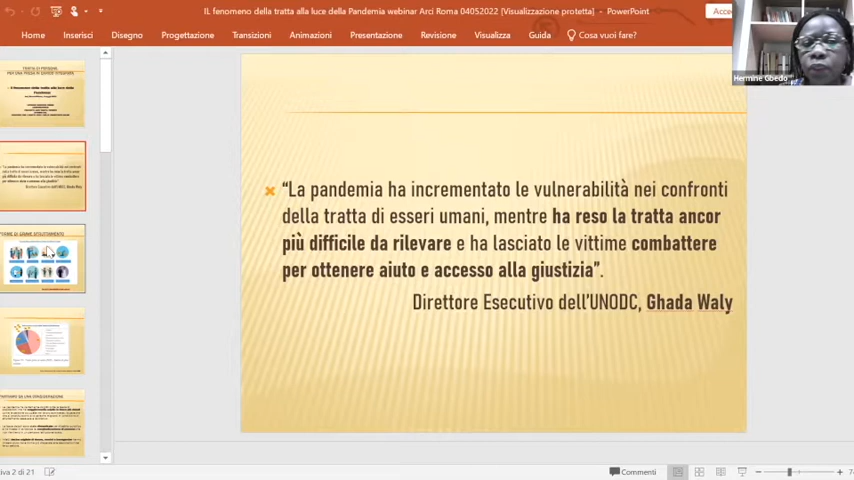 IL fenomeno della tratta alla luce della Pandemia webinar Arci Roma 040S2022 [Visualizzazione protetta] - PowerPoint
Acce
Home Inserisci Disegno Progettazione Transizioni Animazioni Presentazione Revisione Visualizza Guida Cosa vuoi fare?
Hermine Gbedo
“La pandemia ha incrementato le vulnerabilità nei confronti
della tratta di esseri umani, mentre ha reso la tratta ancor
più difficile da rilevare e ha lasciato le vittime combattere
per ottenere aiuto e accesso alla giustizia”.
Direttore Esecutivo dell’UNODC, Ghada Waly
tiva 2 di 21
Commenti